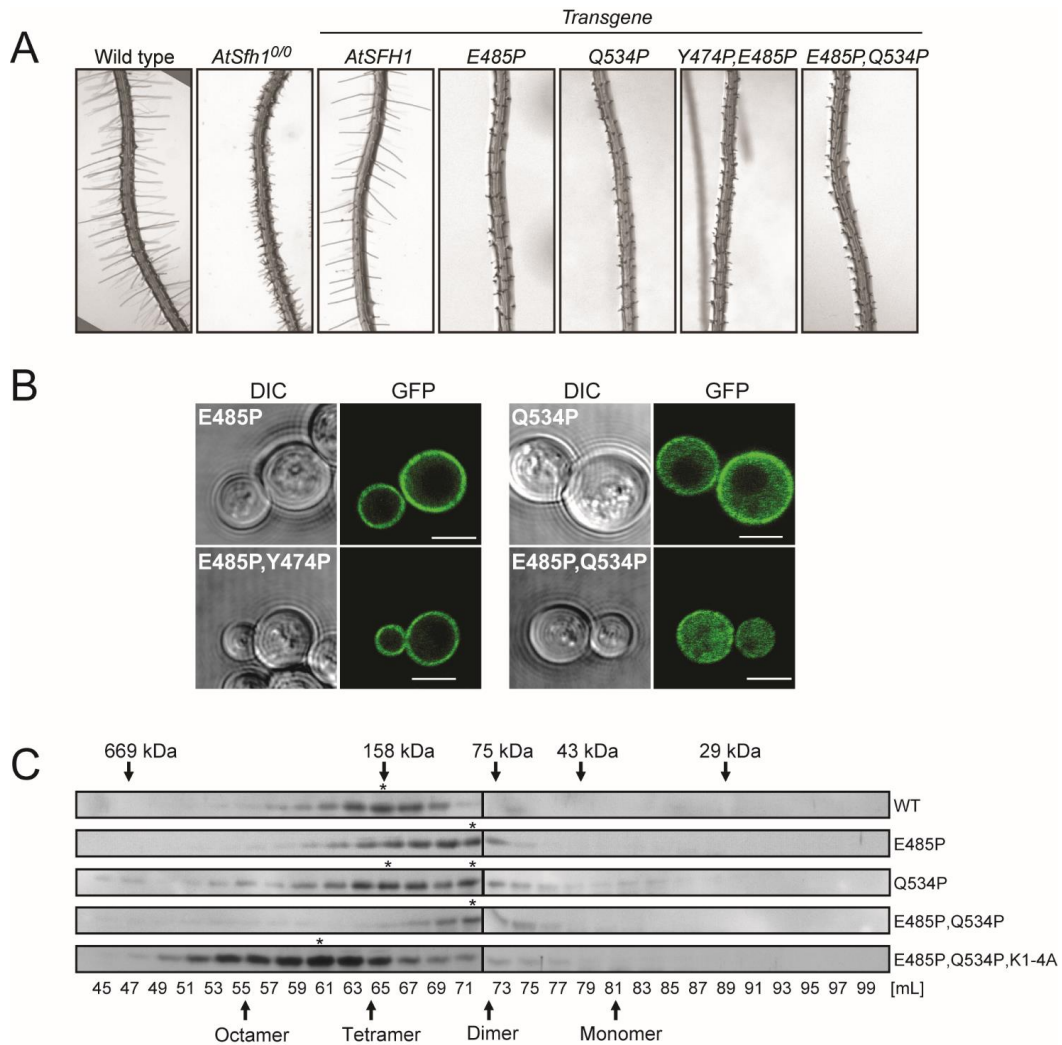 Transgene
A
Wild type AtSfh1⁰ᐟ⁰ AtSFH1 E485P Q534P Y474P,E485P E485P,Q534P
B
DIC GFP DIC GFP
E485P Q534P
E485P,Y474P E485P,Q534P
C
669 kDa 158 kDa 75 kDa 43 kDa 29 kDa
*
WT
*
E485P
* *
Q534P
*
E485P,Q534P
*
E485P,Q534P,K1-4A
45 47 49 51 53 55 57 59 61 63 65 67 69 71 73 75 77 79 81 83 85 87 89 91 93 95 97 99 [mL]
Octamer Tetramer Dimer Monomer